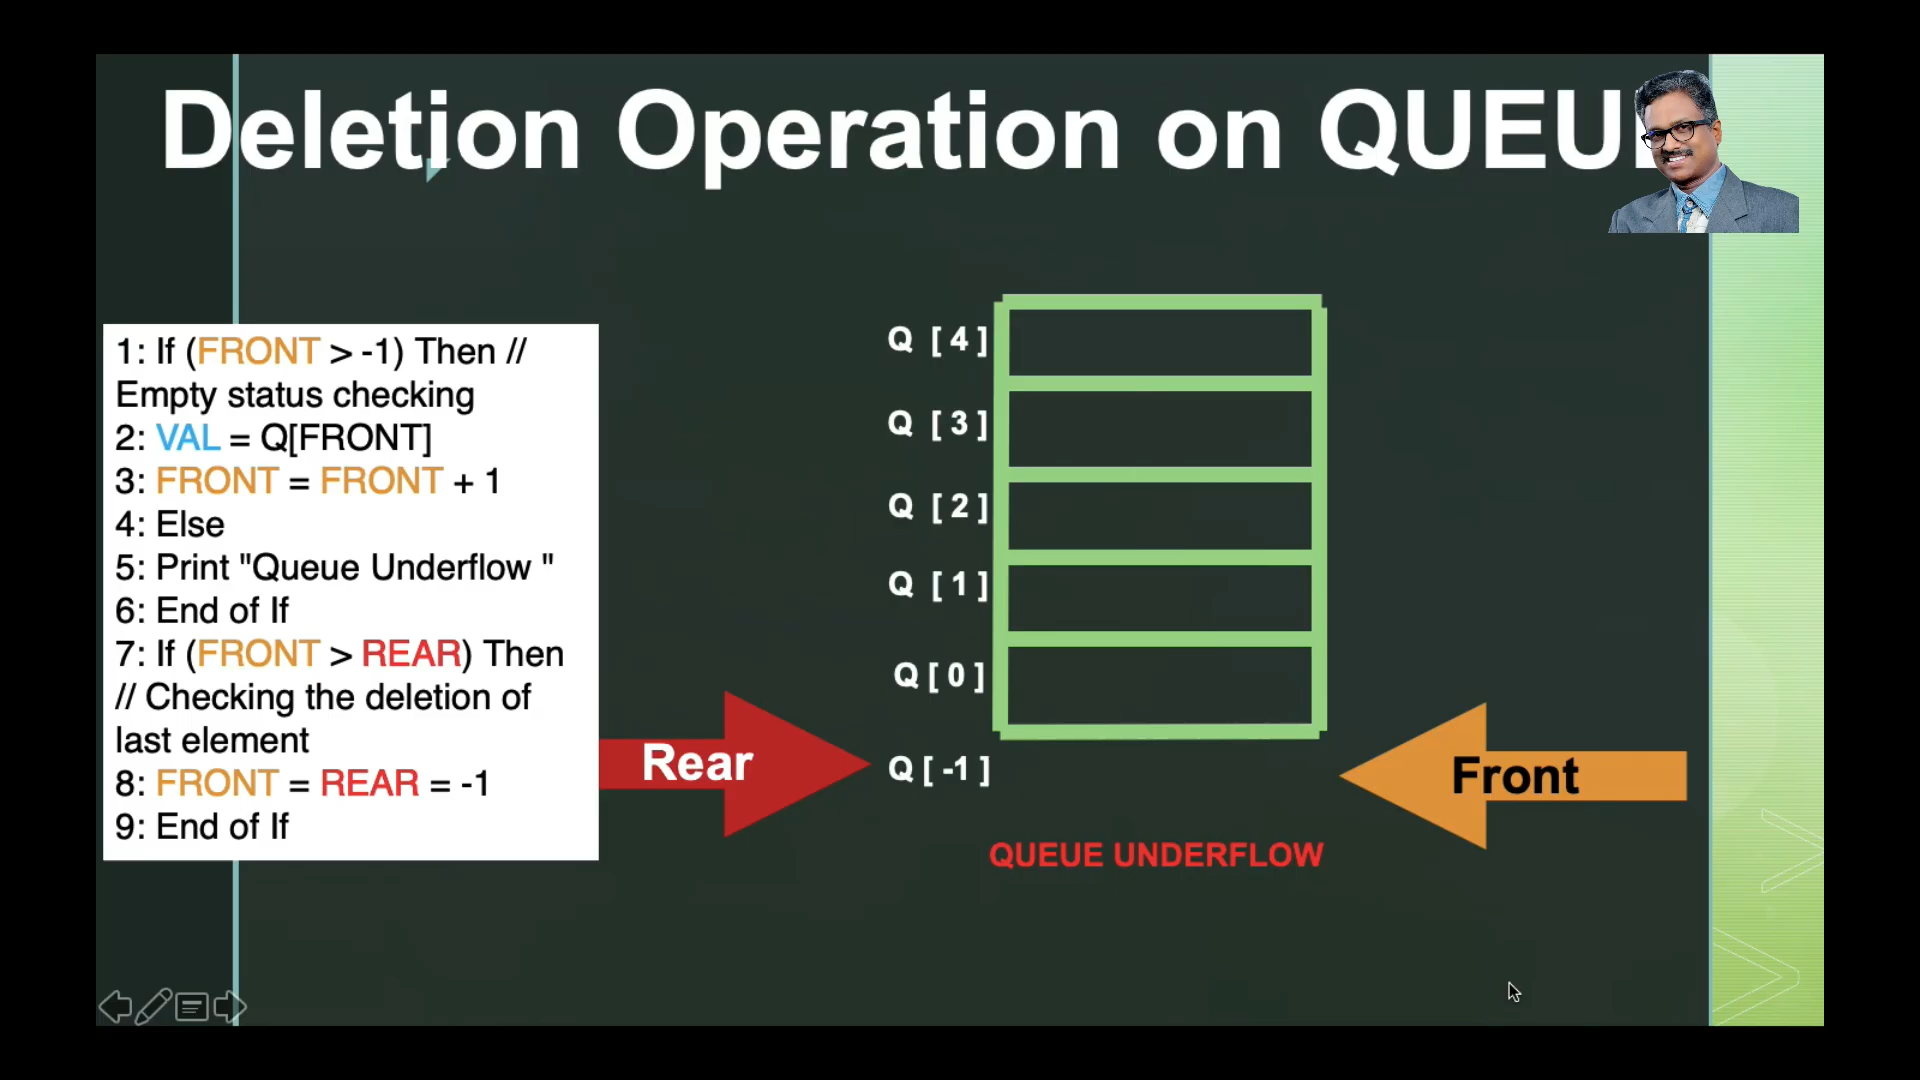 Deletion Operation on QUEU
1: If (FRONT > -1) Then //
Empty status checking
2: VAL = Q[FRONT]
3: FRONT = FRONT + 1
4: Else
5: Print "Queue Underflow "
6: End of If
7: If (FRONT > REAR) Then
// Checking the deletion of
last element
8: FRONT = REAR = -1
9: End of If
Q [ 4 ]
Q [ 3 ]
Q [ 2 ]
Q [ 1 ]
Q [ 0 ]
Rear
Q [ -1 ]
Front
QUEUE UNDERFLOW